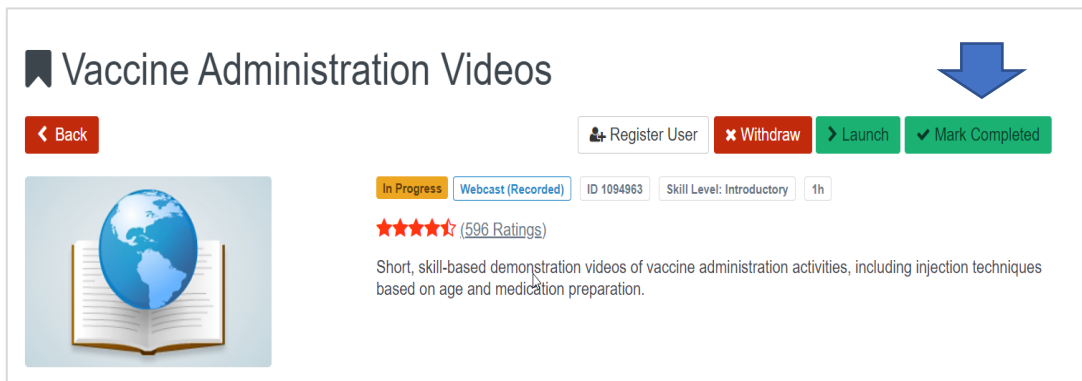 Vaccine Administration Videos
Back
Register User
Withdraw
Launch
Mark Completed
In Progress
Webcast (Recorded)
ID 1094963
Skill Level: Introductory
1h
(596 Ratings)
Short, skill-based demonstration videos of vaccine administration activities, including injection techniques
based on age and medication preparation.